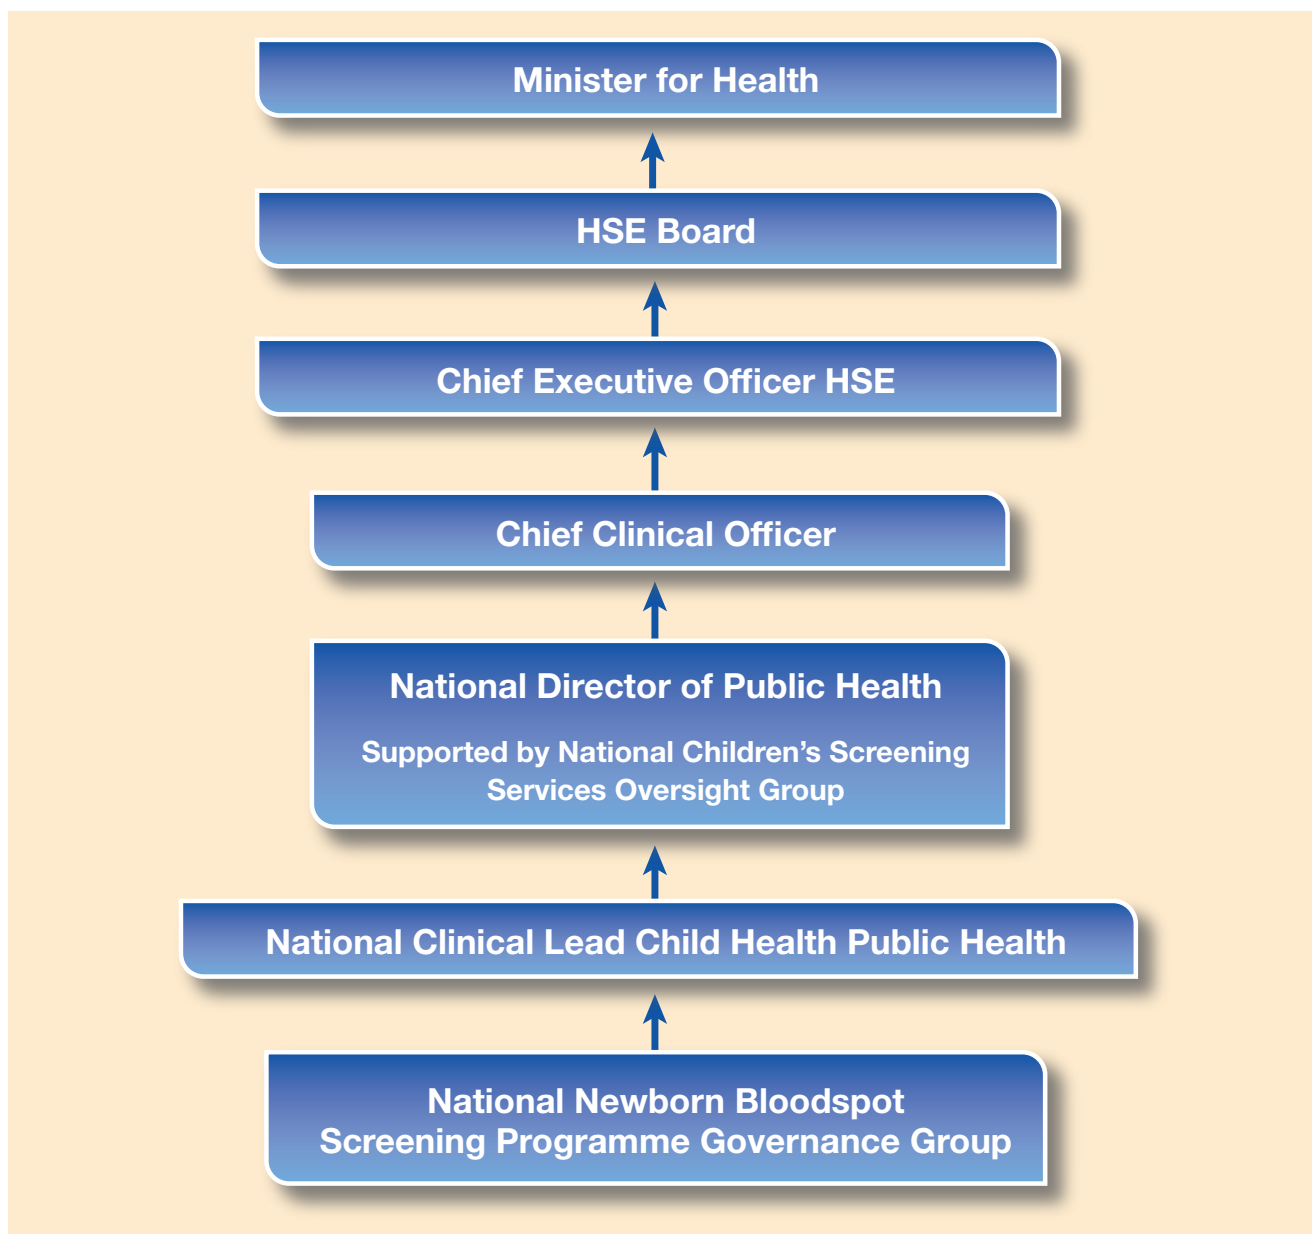 Minister for Health
HSE Board
Chief Executive Officer HSE
Chief Clinical Officer
National Director of Public Health
Supported by National Children’s Screening
Services Oversight Group
National Clinical Lead Child Health Public Health
National Newborn Bloodspot
Screening Programme Governance Group